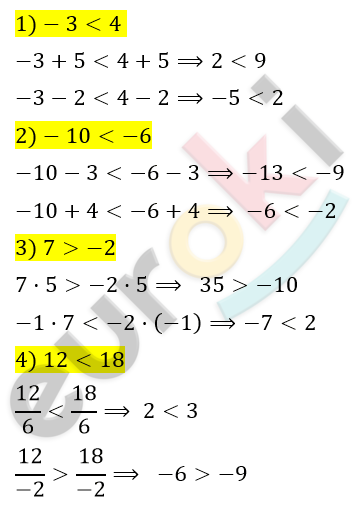 1) − 3 < 4
−3 + 5 < 4 + 5 ⟹ 2 < 9
−3 − 2 < 4 − 2 ⟹ −5 < 2
2) − 10 < −6
−10 − 3 < −6 − 3 ⟹ −13 < −9
−10 + 4 < −6 + 4 ⟹ −6 < −2
3) 7 > −2
7 · 5 > −2 · 5 ⟹ 35 > −10
−1 · 7 < −2 · (−1) ⟹ −7 < 2
4) 12 < 18
12/6 < 18/6 ⟹ 2 < 3
12/−2 > 18/−2 ⟹ −6 > −9
euroki